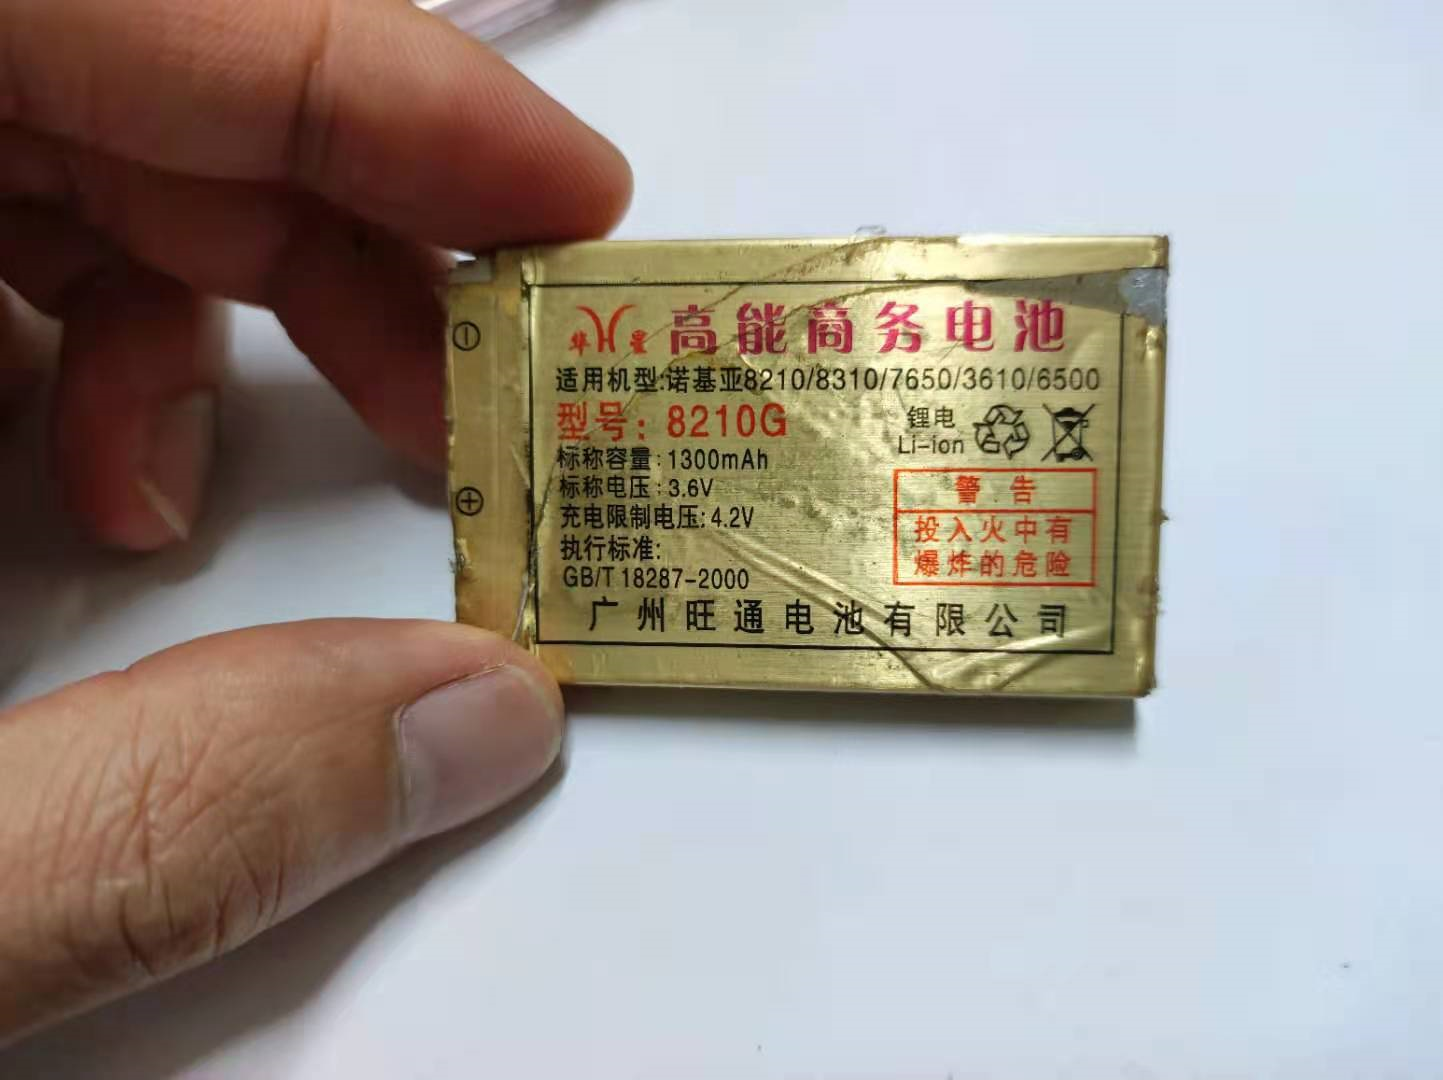 华星 高能商务电池
适用机型:诺基亚8210/8310/7650/3610/6500
型号：8210G
锂电
Li-ion
标称容量:1300mAh
标称电压:3.6V
充电限制电压:4.2V
执行标准:
GB/T 18287-2000
警 告
投入火中有
爆炸的危险
广州旺通电池有限公司